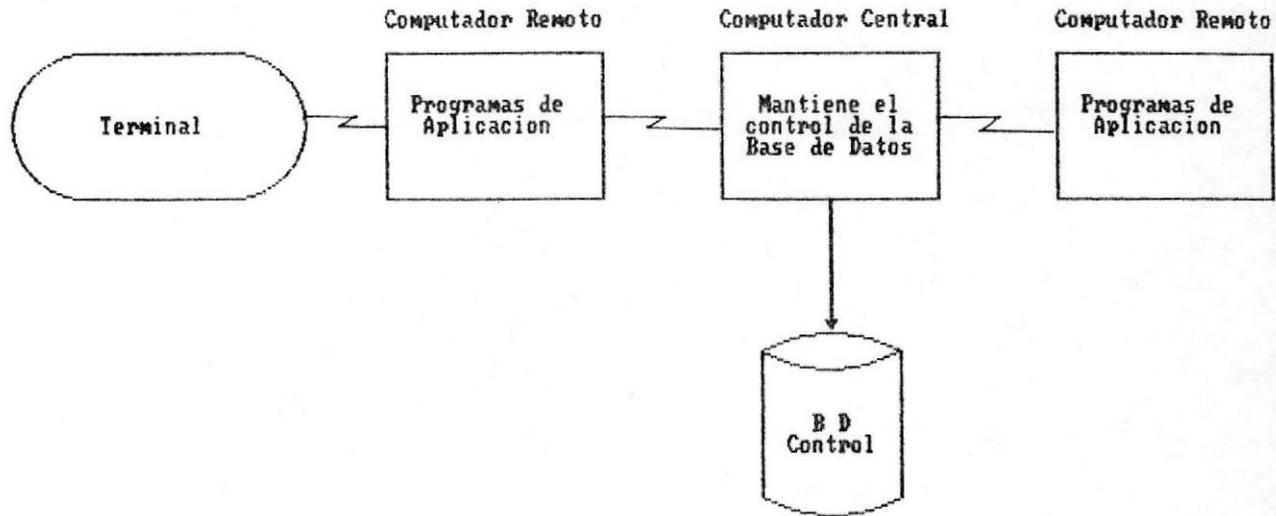 Computador Remoto
Computador Central
Computador Remoto
Terminal
Programas de
Aplicacion
Mantiene el
control de la
Base de Datos
Programas de
Aplicacion
B D
Control